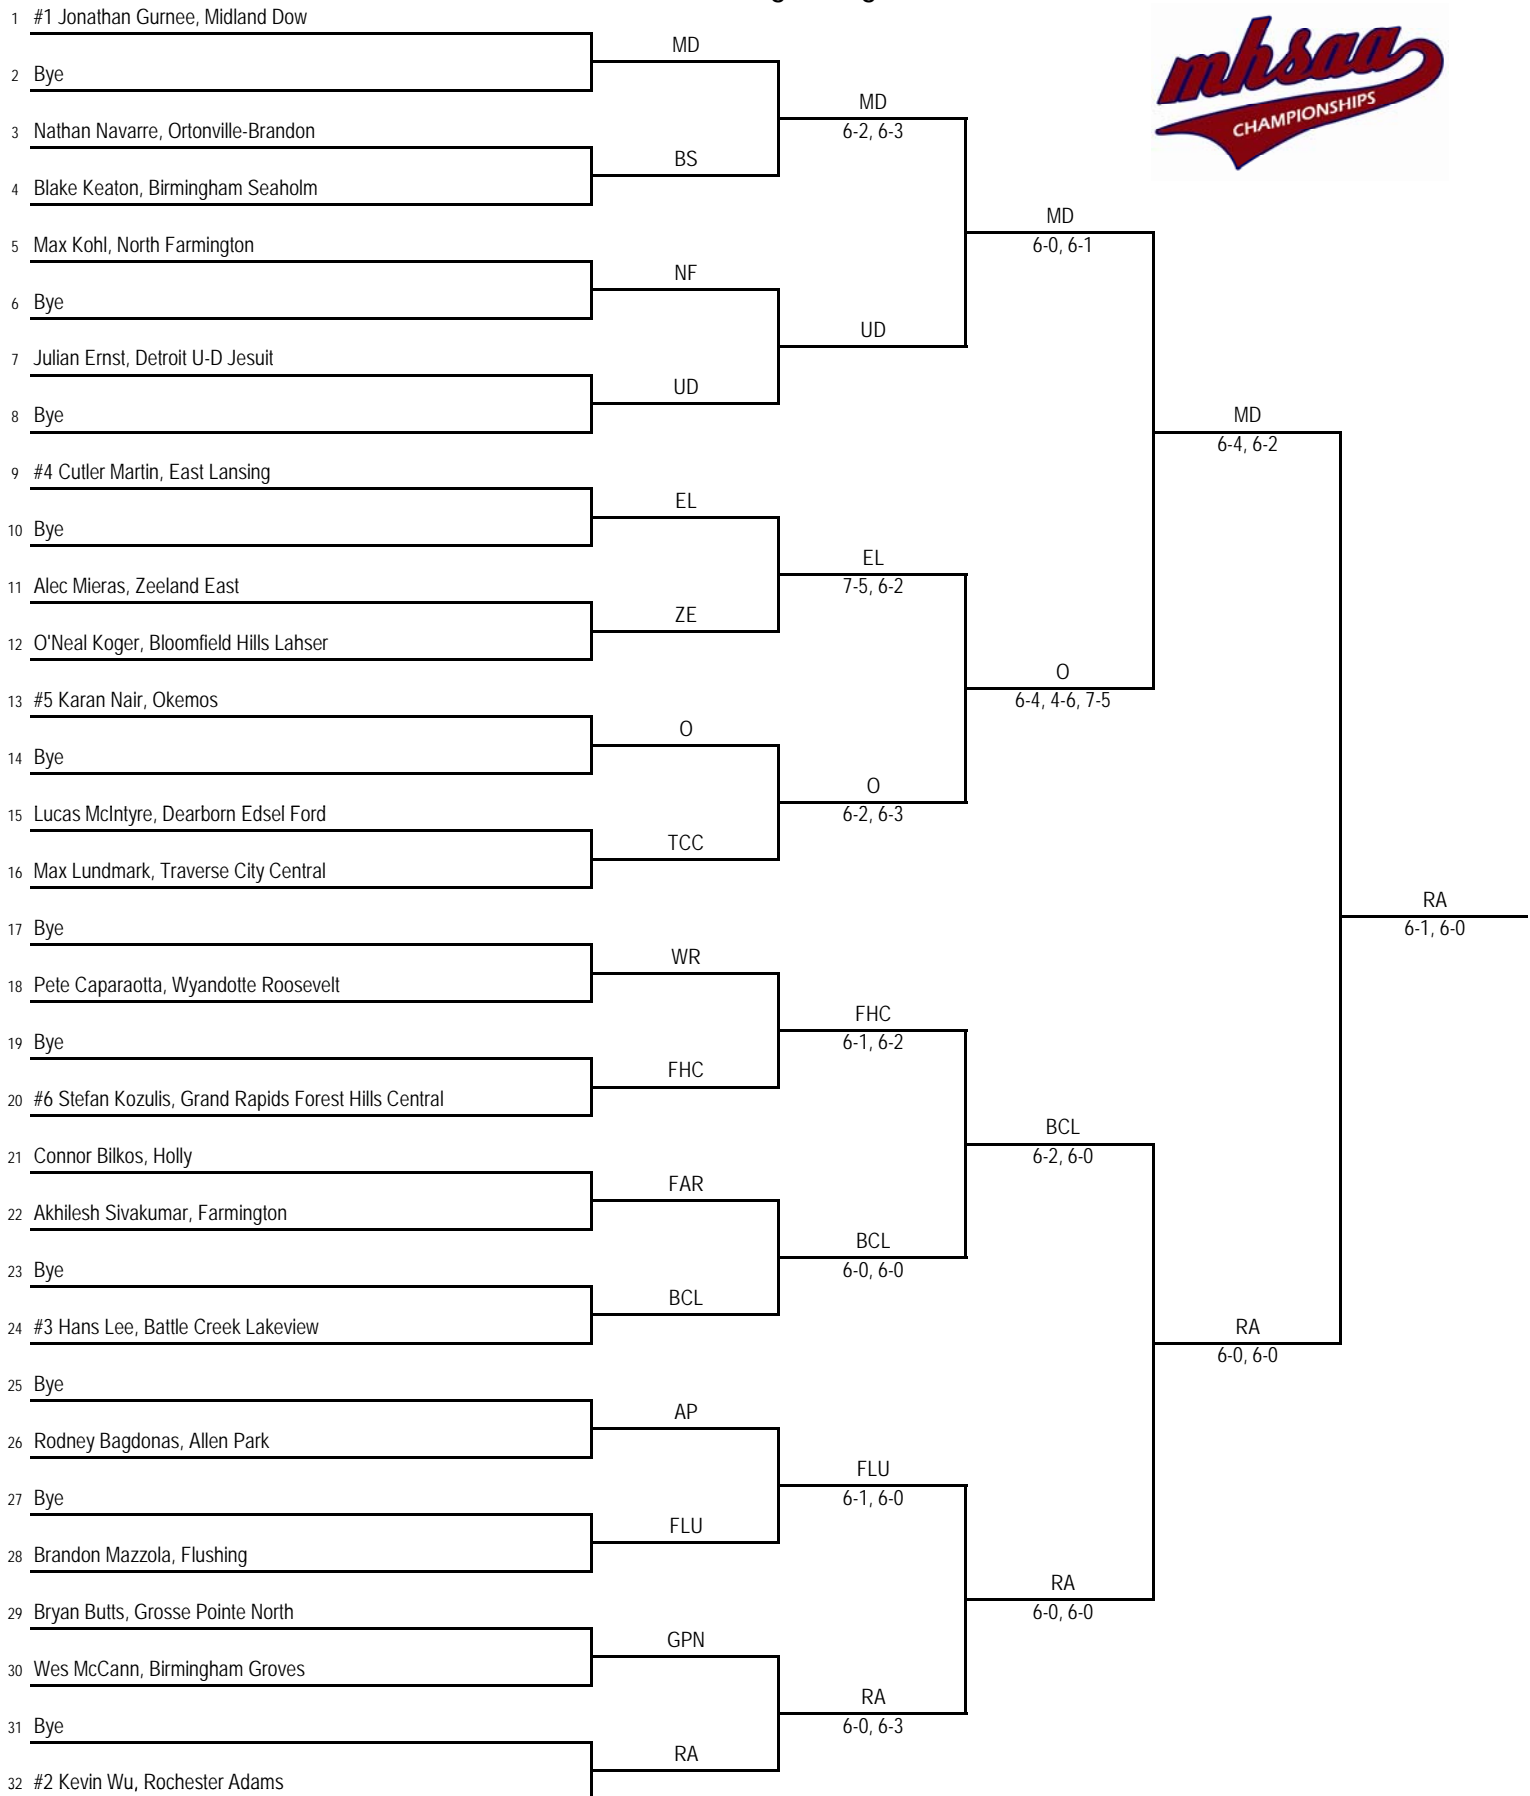 1 #1 Jonathan Gurnee, Midland Dow
2 Bye
3 Nathan Navarre, Ortonville-Brandon
4 Blake Keaton, Birmingham Seaholm
5 Max Kohl, North Farmington
6 Bye
7 Julian Ernst, Detroit U-D Jesuit
8 Bye
9 #4 Cutler Martin, East Lansing
10 Bye
11 Alec Mieras, Zeeland East
12 O'Neal Koger, Bloomfield Hills Lahser
13 #5 Karan Nair, Okemos
14 Bye
15 Lucas McIntyre, Dearborn Edsel Ford
16 Max Lundmark, Traverse City Central
17 Bye
18 Pete Caparaotta, Wyandotte Roosevelt
19 Bye
20 #6 Stefan Kozulis, Grand Rapids Forest Hills Central
21 Connor Bilkos, Holly
22 Akhilesh Sivakumar, Farmington
23 Bye
24 #3 Hans Lee, Battle Creek Lakeview
25 Bye
26 Rodney Bagdonas, Allen Park
27 Bye
28 Brandon Mazzola, Flushing
29 Bryan Butts, Grosse Pointe North
30 Wes McCann, Birmingham Groves
31 Bye
32 #2 Kevin Wu, Rochester Adams
MD
BS
NF
UD
EL
ZE
O
TCC
WR
FHC
FAR
BCL
AP
FLU
GPN
RA
MD
6-2, 6-3
UD
EL
7-5, 6-2
O
6-2, 6-3
FHC
6-1, 6-2
BCL
6-0, 6-0
FLU
6-1, 6-0
RA
6-0, 6-3
MD
6-0, 6-1
O
6-4, 4-6, 7-5
BCL
6-2, 6-0
RA
6-0, 6-0
MD
6-4, 6-2
RA
6-0, 6-0
RA
6-1, 6-0
mhsaa
CHAMPIONSHIPS